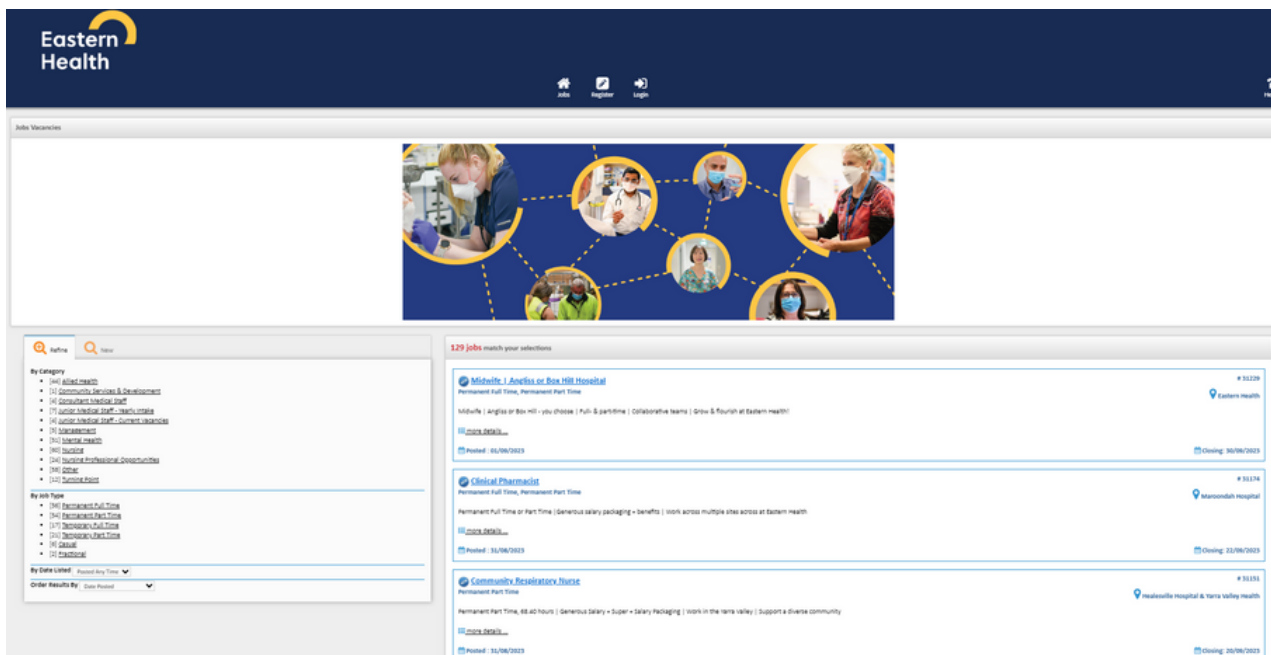 Eastern
Health
Jobs
Register
Login
Jobs Vacancies
Refine
New
By Category
Allied Health
[1] Community Services & Development
[4] Consultant Medical Staff
[7] Junior Medical Staff - Yearly Intake
[4] Junior Medical Staff - Current Vacancies
Management
Mental Health
Nursing
Nursing Professional Opportunities
Other
[12] Turning Point
By Job Type
Permanent Full Time
Permanent Part Time
[17] Temporary Full Time
[21] Temporary Part Time
Casual
[2] Fractional
By Date Listed Posted Any Time
Order Results By Date Posted
129 jobs match your selections
Midwife | Angliss or Box Hill Hospital
# 31229
Permanent Full Time, Permanent Part Time
Eastern Health
Midwife | Angliss or Box Hill - you choose | Full- & part-time | Collaborative teams | Grow & flourish at Eastern Health!
more details ...
Posted : 01/09/2023
Closing: 30/09/2023
Clinical Pharmacist
# 31174
Permanent Full Time, Permanent Part Time
Maroondah Hospital
Permanent Full Time or Part Time |Generous salary packaging + benefits | Work across multiple sites across at Eastern Health
more details ...
Posted : 31/08/2023
Closing: 22/09/2023
Community Respiratory Nurse
# 31151
Permanent Part Time
Healesville Hospital & Yarra Valley Health
Permanent Part Time, 68.40 hours | Generous Salary + Super + Salary Packaging | Work in the Yarra Valley | Support a diverse community
more details ...
Posted : 31/08/2023
Closing: 20/09/2023